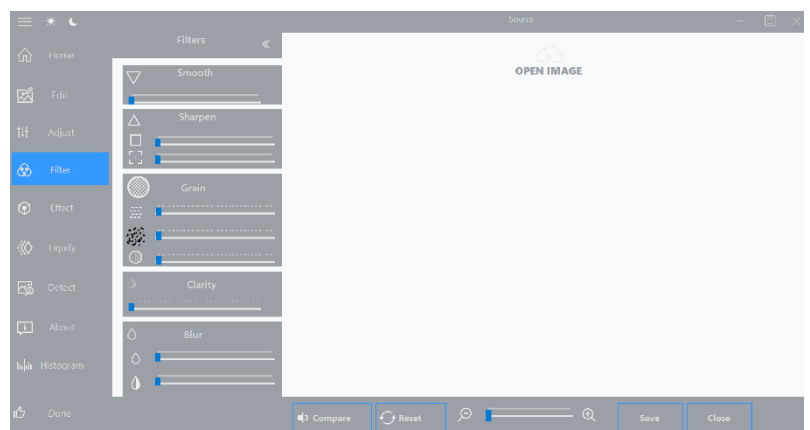 Source
Filters
Home
Edit
Adjust
Filter
Effect
Liquify
Detect
About
Histogram
Done
Smooth
Sharpen
Grain
Clarity
Blur
OPEN IMAGE
Compare
Reset
Save
Close